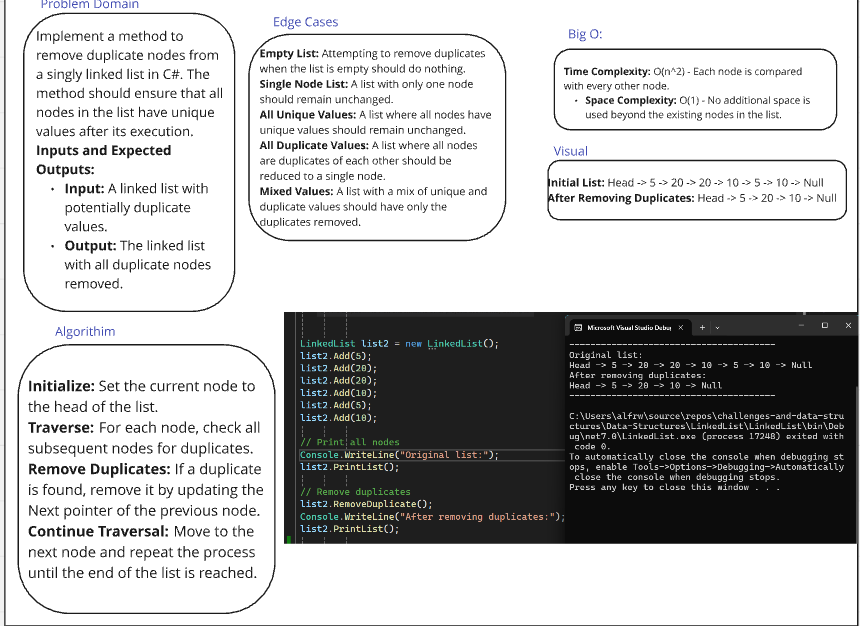 Problem Domain
Implement a method to
remove duplicate nodes from
a singly linked list in C#. The
method should ensure that all
nodes in the list have unique
values after its execution.
Inputs and Expected
Outputs:
• Input: A linked list with
potentially duplicate
values.
• Output: The linked list
with all duplicate nodes
removed.
Edge Cases
Empty List: Attempting to remove duplicates
when the list is empty should do nothing.
Single Node List: A list with only one node
should remain unchanged.
All Unique Values: A list where all nodes have
unique values should remain unchanged.
All Duplicate Values: A list where all nodes
are duplicates of each other should be
reduced to a single node.
Mixed Values: A list with a mix of unique and
duplicate values should have only the
duplicates removed.
Big O:
Time Complexity: O(n^2) - Each node is compared
with every other node.
• Space Complexity: O(1) - No additional space is
used beyond the existing nodes in the list.
Visual
Initial List: Head -> 5 -> 20 -> 20 -> 10 -> 5 -> 10 -> Null
After Removing Duplicates: Head -> 5 -> 20 -> 10 -> Null
Algorithim
Initialize: Set the current node to
the head of the list.
Traverse: For each node, check all
subsequent nodes for duplicates.
Remove Duplicates: If a duplicate
is found, remove it by updating the
Next pointer of the previous node.
Continue Traversal: Move to the
next node and repeat the process
until the end of the list is reached.
LinkedList list2 = new LinkedList();
list2.Add(5);
list2.Add(20);
list2.Add(20);
list2.Add(10);
list2.Add(5);
list2.Add(10);
// Print all nodes
Console.WriteLine("Original list:");
list2.PrintList();
// Remove duplicates
list2.RemoveDuplicate();
Console.WriteLine("After removing duplicates:");
list2.PrintList();
Microsoft Visual Studio Debug
----------------------------------------
Original list:
Head -> 5 -> 20 -> 20 -> 10 -> 5 -> 10 -> Null
After removing duplicates:
Head -> 5 -> 20 -> 10 -> Null
----------------------------------------
C:\Users\alfrw\source\repos\challenges-and-data-stru
ctures\Data-Structures\LinkedList\LinkedList\bin\Deb
ug\net7.0\LinkedList.exe (process 17248) exited with
code 0.
To automatically close the console when debugging st
ops, enable Tools->Options->Debugging->Automatically
close the console when debugging stops.
Press any key to close this window . . .